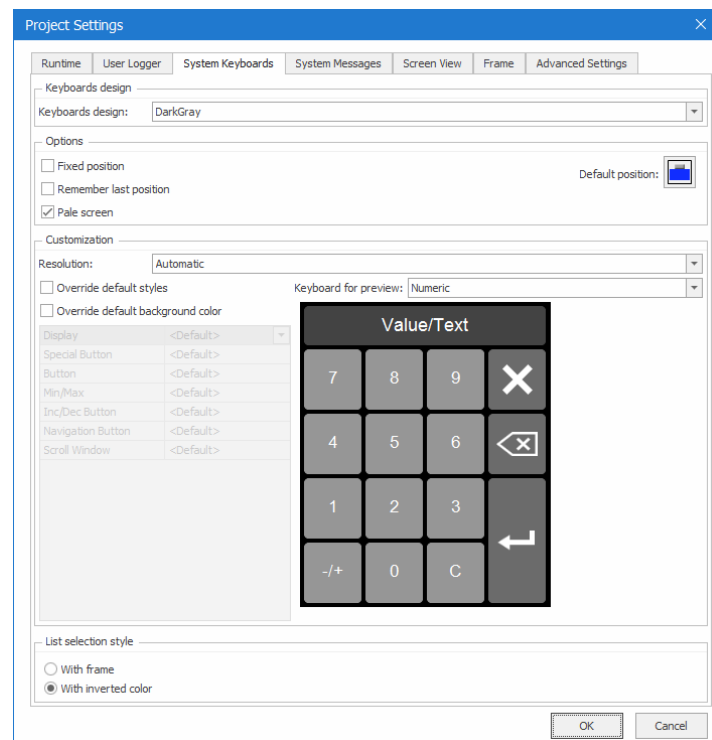 Project Settings
Runtime User Logger System Keyboards System Messages Screen View Frame Advanced Settings
Keyboards design
Keyboards design: DarkGray
Options
Fixed position
Default position:
Remember last position
Pale screen
Customization
Resolution: Automatic
Override default styles Keyboard for preview: Numeric
Override default background color
Value/Text
Display <Default>
Special Button <Default>
Button <Default>
Min/Max <Default>
Inc/Dec Button <Default>
Navigation Button <Default>
Scroll Window <Default>
7 8 9
4 5 6
1 2 3
-/+ 0 C
List selection style
With frame
With inverted color
OK Cancel